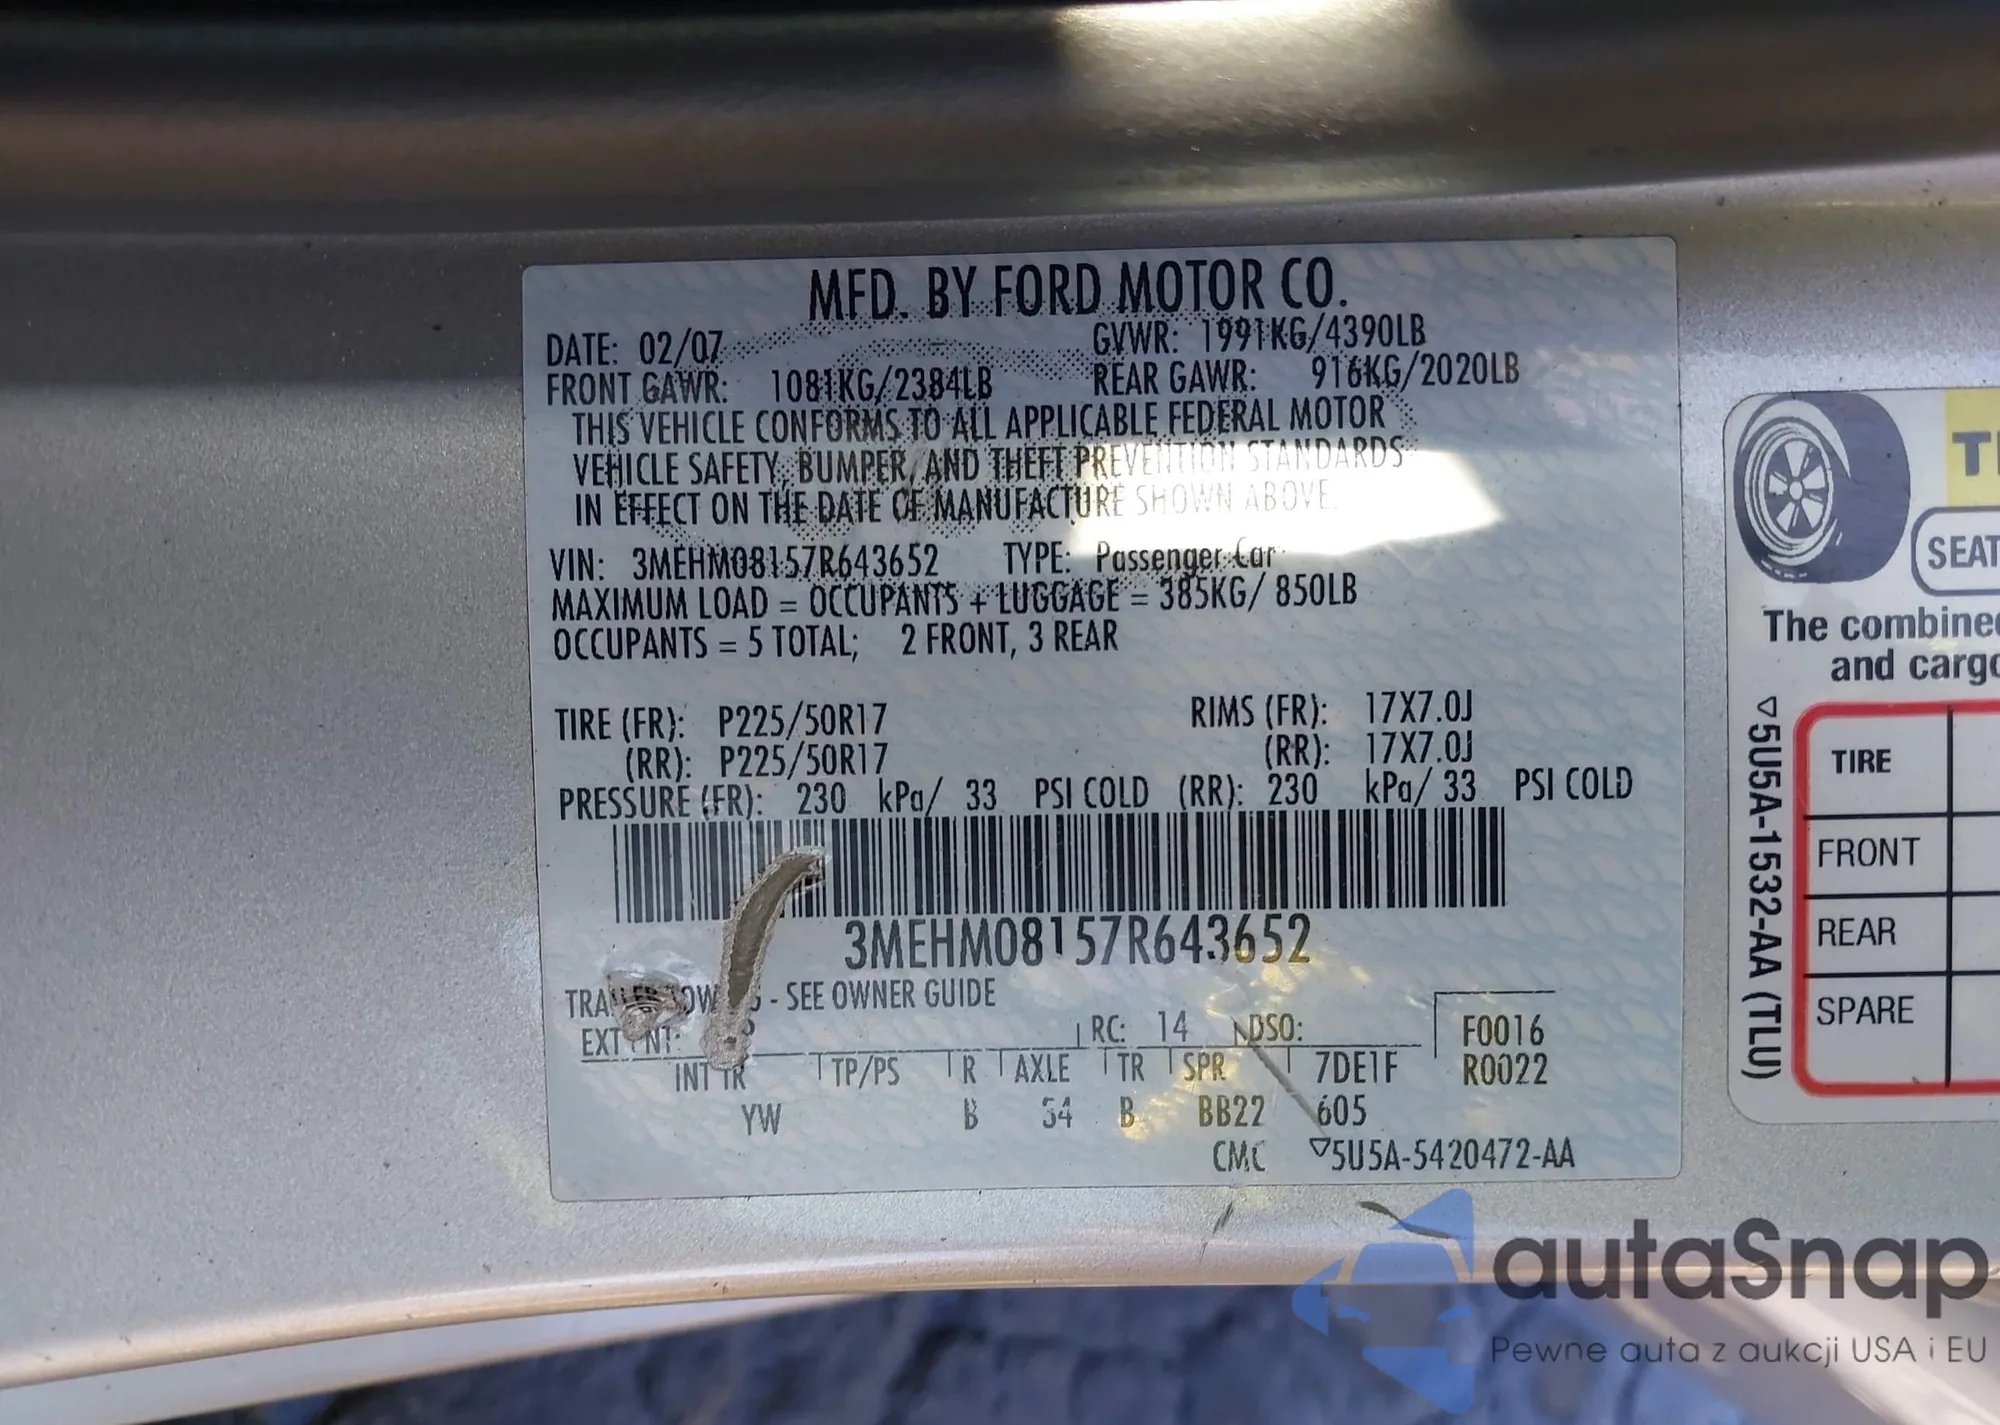 MFD. BY FORD MOTOR CO.
DATE: 02/07 GVWR: 1991KG/4390LB
FRONT GAWR: 1081KG/2384LB REAR GAWR: 916KG/2020LB
THIS VEHICLE CONFORMS TO ALL APPLICABLE FEDERAL MOTOR
VEHICLE SAFETY, BUMPER, AND THEFT PREVENTION STANDARDS
IN EFFECT ON THE DATE OF MANUFACTURE SHOWN ABOVE.
VIN: 3MEHM08157R643652 TYPE: Passenger Car
MAXIMUM LOAD = OCCUPANTS + LUGGAGE = 385KG/ 850LB
OCCUPANTS = 5 TOTAL; 2 FRONT, 3 REAR
TIRE (FR): P225/50R17 RIMS (FR): 17X7.0J
(RR): P225/50R17 (RR): 17X7.0J
PRESSURE (FR): 230 kPa/ 33 PSI COLD (RR): 230 kPa/ 33 PSI COLD
3MEHM08157R643652
- SEE OWNER GUIDE
RC: 14 DSO: F0016
INT TR TP/PS R AXLE TR SPR 7DE1F R0022
YW B 54 B BB22 605
CMC ▽5U5A-5420472-AA
SEAT
The combined
and cargo
▽5U5A-1532-AA (TLU)
TIRE
FRONT
REAR
SPARE
autaSnap
Pewne auta z aukcji USA i EU